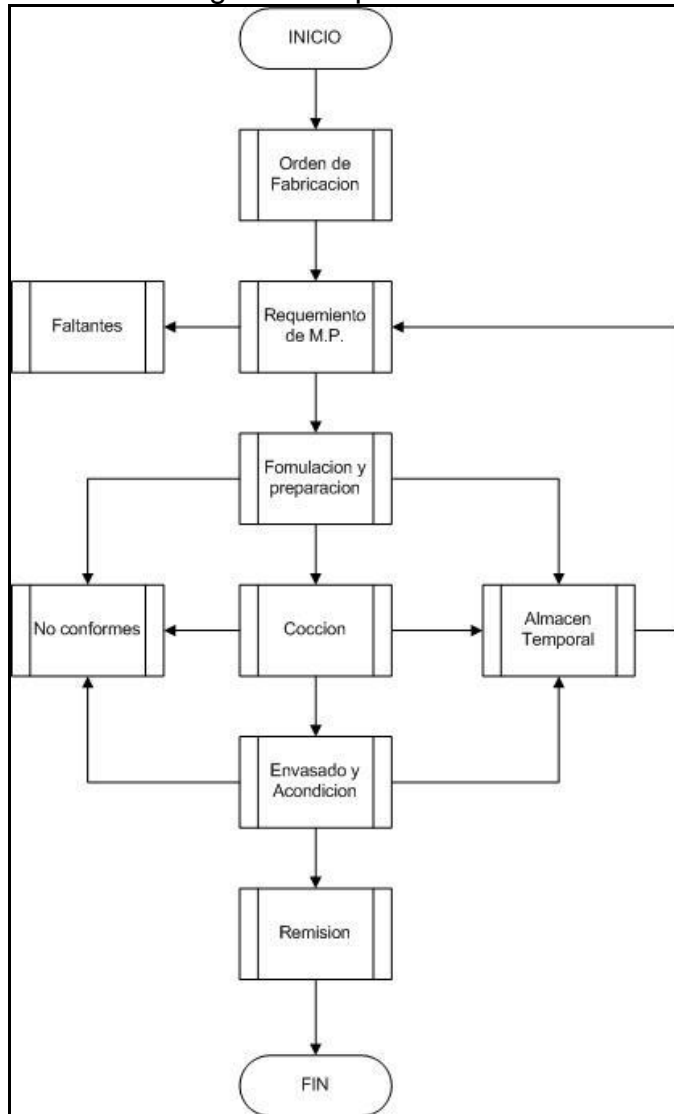 INICIO
Orden de
Fabricacion
Faltantes
Requemiento
de M.P.
Fomulacion y
preparacion
No conformes
Coccion
Almacen
Temporal
Envasado y
Acondicion
Remision
FIN